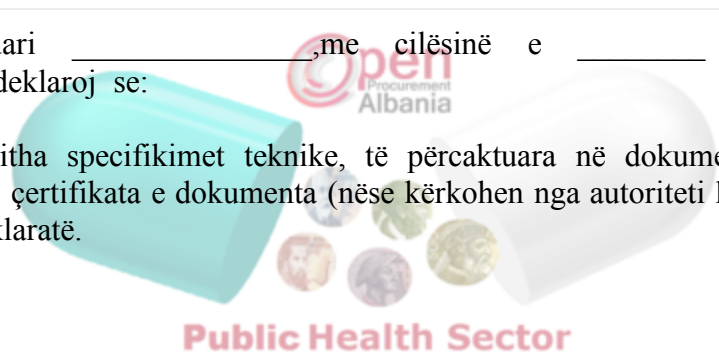 ari _______________,me cilësinë e ________
deklaroj se:
Open
Procurement
Albania
itha specifikimet teknike, të përcaktuara në dokume
çertifikata e dokumenta (nëse kërkohen nga autoriteti
klaratë.
Public Health Sector